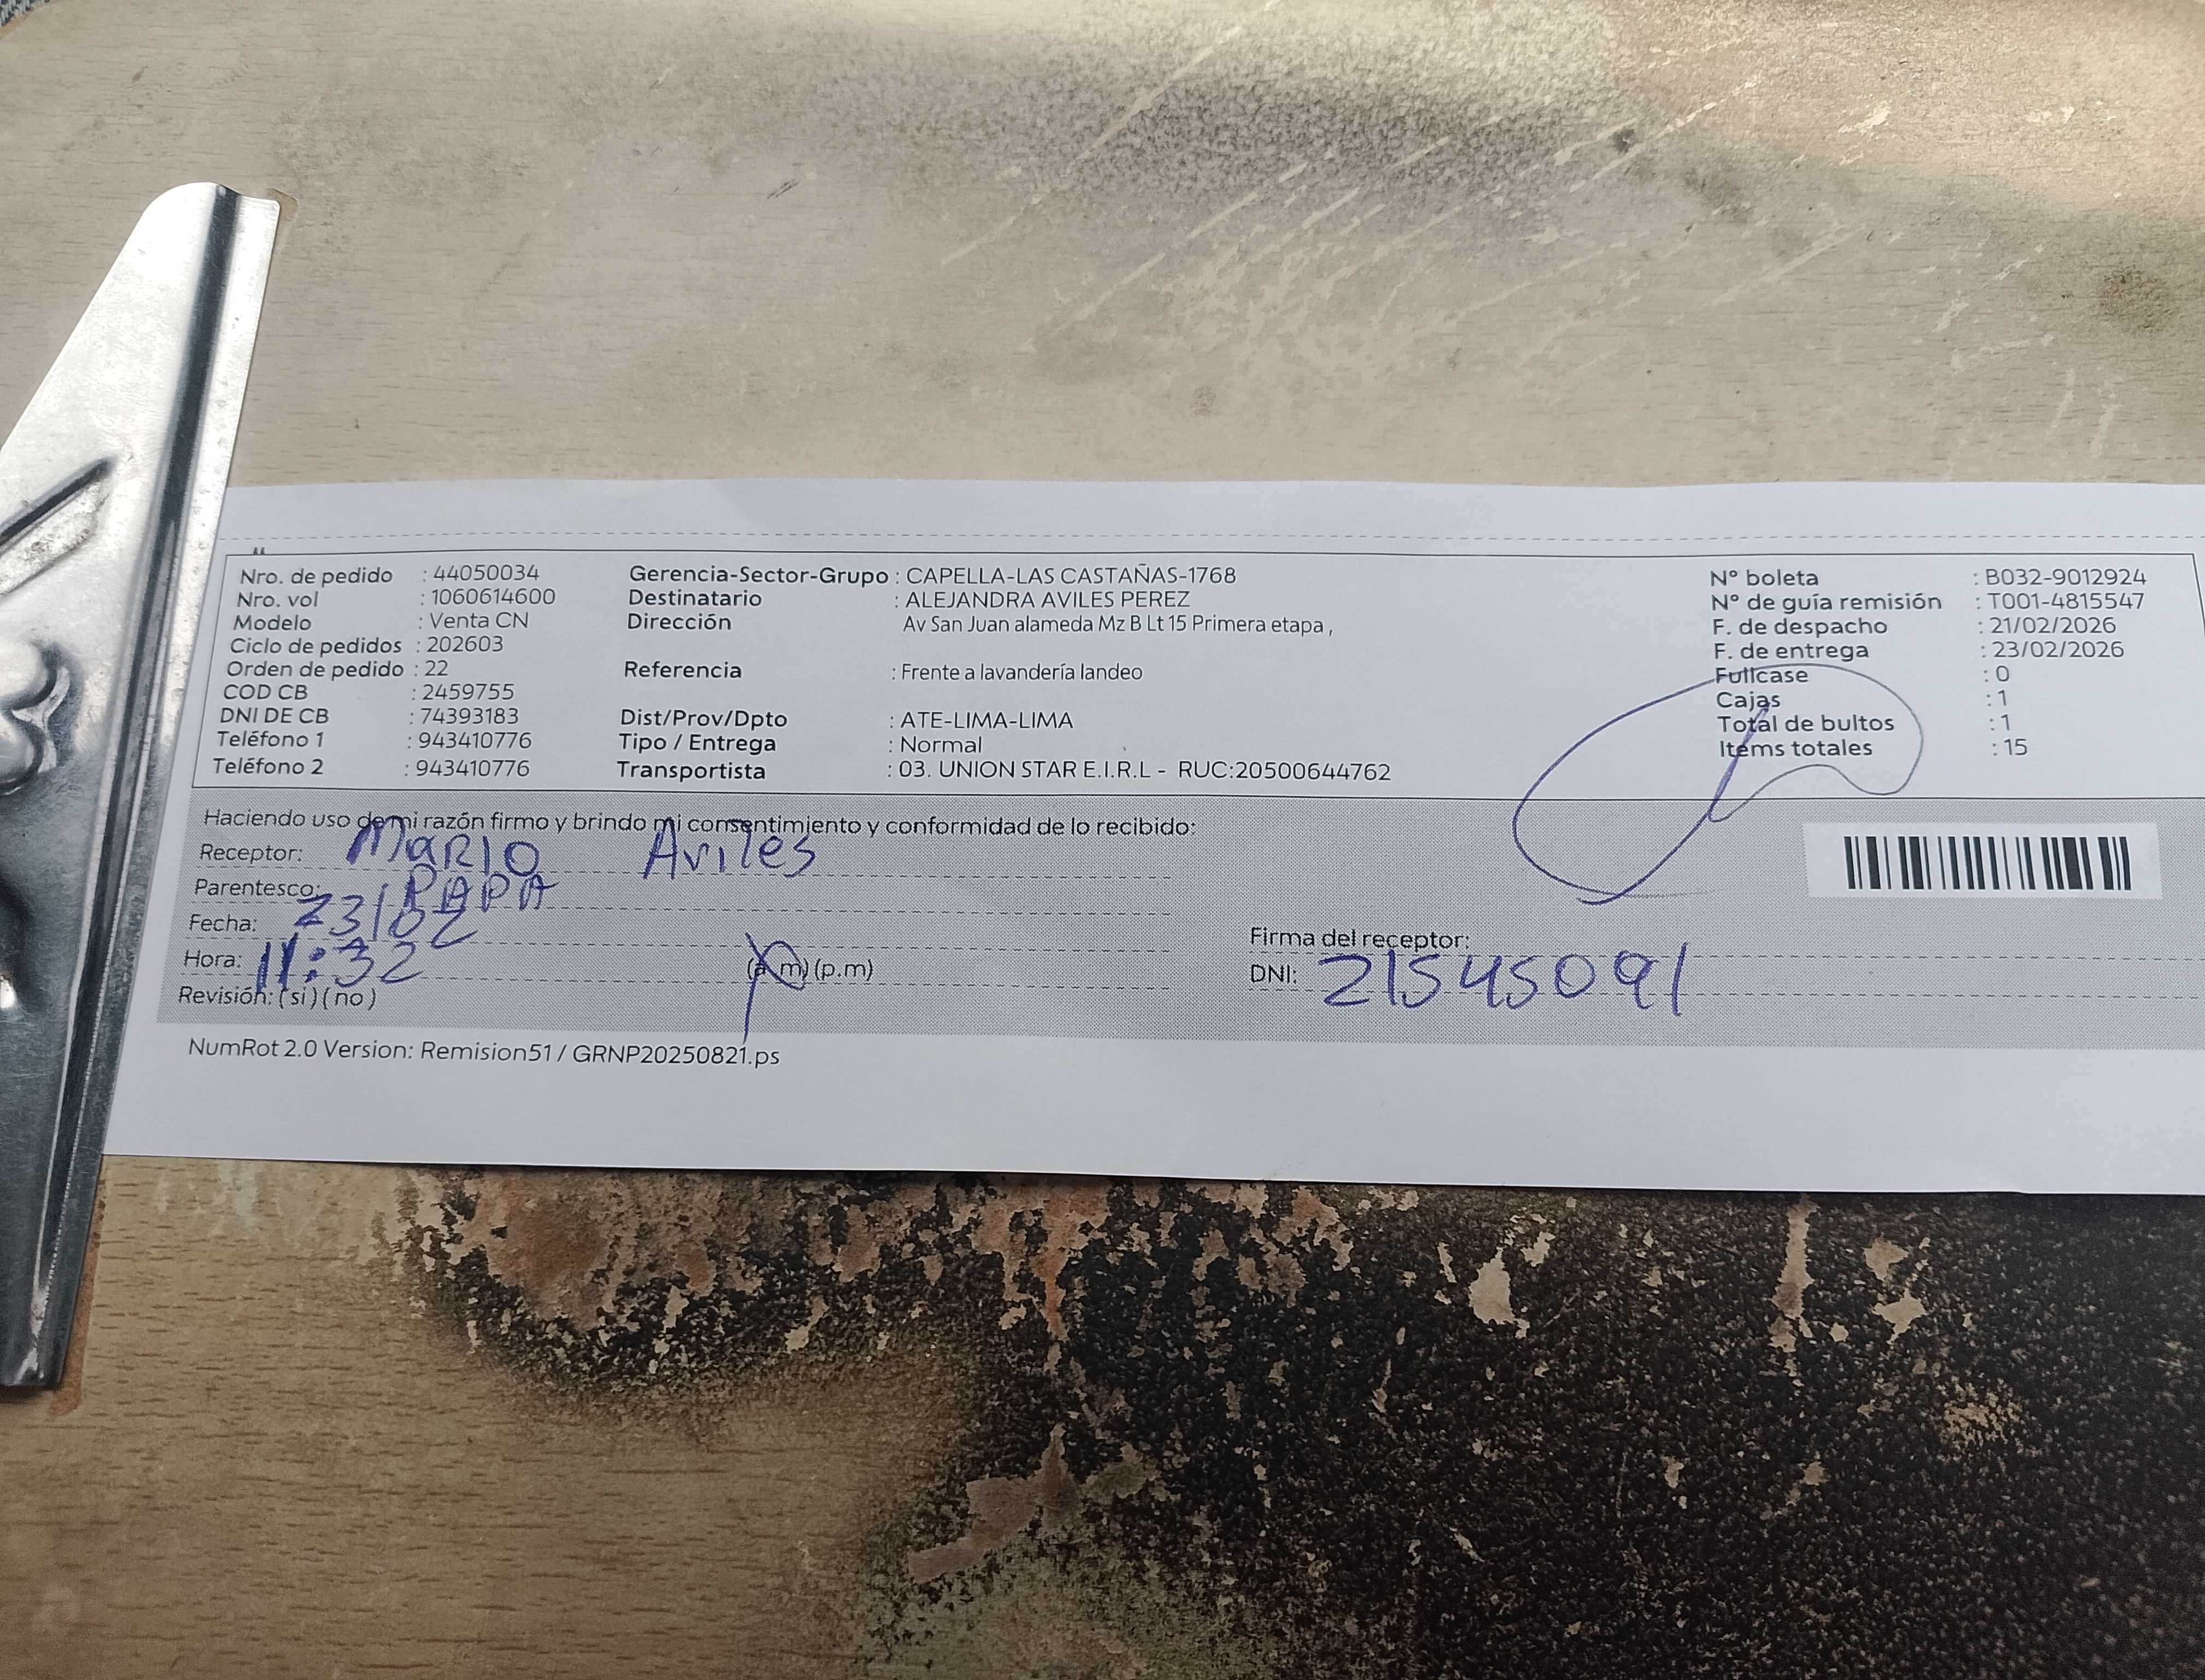 Nro. de pedido : 44050034
Nro. vol : 1060614600
Modelo : Venta CN
Ciclo de pedidos : 202603
Orden de pedido : 22
COD CB : 2459755
DNI DE CB : 74393183
Teléfono 1 : 943410776
Teléfono 2 : 943410776
Gerencia-Sector-Grupo : CAPELLA-LAS CASTAÑAS-1768
Destinatario : ALEJANDRA AVILES PEREZ
Dirección Av San Juan alameda Mz B Lt 15 Primera etapa ,
Referencia : Frente a lavandería landeo
Dist/Prov/Dpto : ATE-LIMA-LIMA
Tipo / Entrega : Normal
Transportista : 03. UNION STAR E.I.R.L - RUC:20500644762
N° boleta : B032-9012924
N° de guía remisión : T001-4815547
F. de despacho : 21/02/2026
F. de entrega : 23/02/2026
Fullcase : 0
Cajas : 1
Total de bultos : 1
Items totales : 15
Haciendo uso de mi razón firmo y brindo mi consentimiento y conformidad de lo recibido:
Receptor: MARIO Aviles
Parentesco: PAPA
Fecha: 23/02
Hora: 11:32 (a.m)(p.m)
Revisión: (si)(no)
Firma del receptor:
DNI: 21545091
NumRot 2.0 Version: Remision51 / GRNP20250821.ps